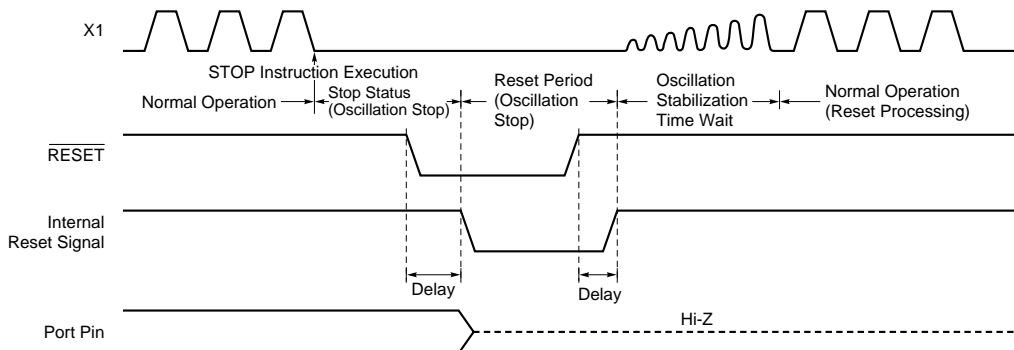 X1
STOP Instruction Execution
Normal Operation
Stop Status
(Oscillation Stop)
Reset Period
(Oscillation
Stop)
Oscillation
Stabilization
Time Wait
Normal Operation
(Reset Processing)
RESET
Internal
Reset Signal
Delay
Delay
Port Pin
Hi-Z